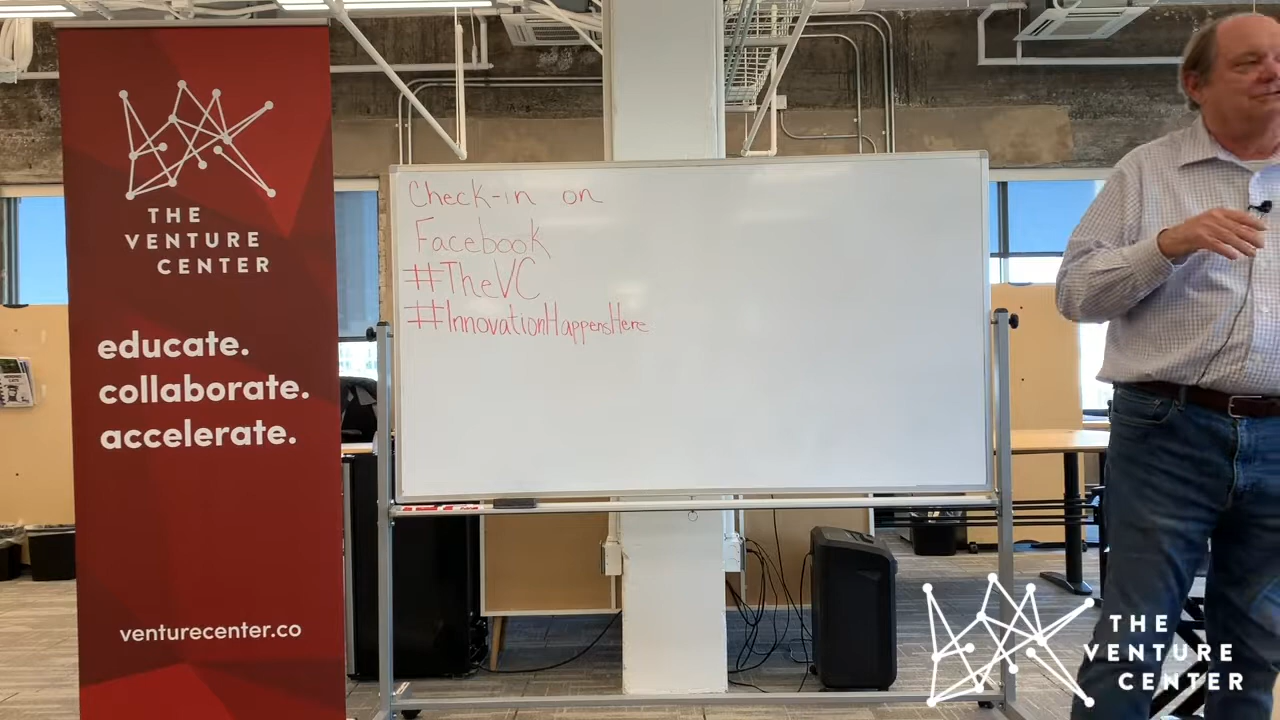 THE
VENTURE
CENTER
educate.
collaborate.
accelerate.
venturecenter.co
Check-in on
Facebook
#TheVC
#InnovationHappensHere
THE
VENTURE
CENTER